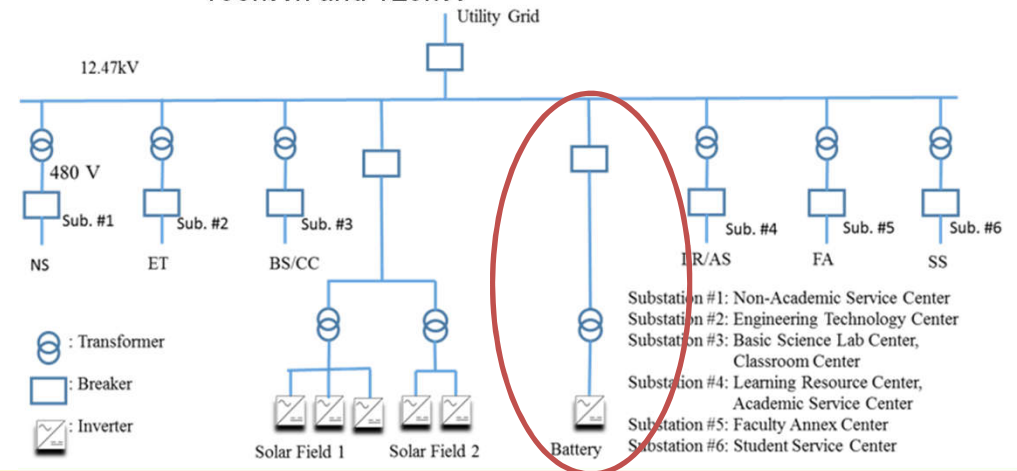 Utility Grid
12.47kV
480 V
Sub. #1
Sub. #2
Sub. #3
Sub. #4
Sub. #5
Sub. #6
NS
ET
BS/CC
LR/AS
FA
SS
: Transformer
: Breaker
: Inverter
Solar Field 1
Solar Field 2
Battery
Substation #1: Non-Academic Service Center
Substation #2: Engineering Technology Center
Substation #3: Basic Science Lab Center,
Classroom Center
Substation #4: Learning Resource Center,
Academic Service Center
Substation #5: Faculty Annex Center
Substation #6: Student Service Center